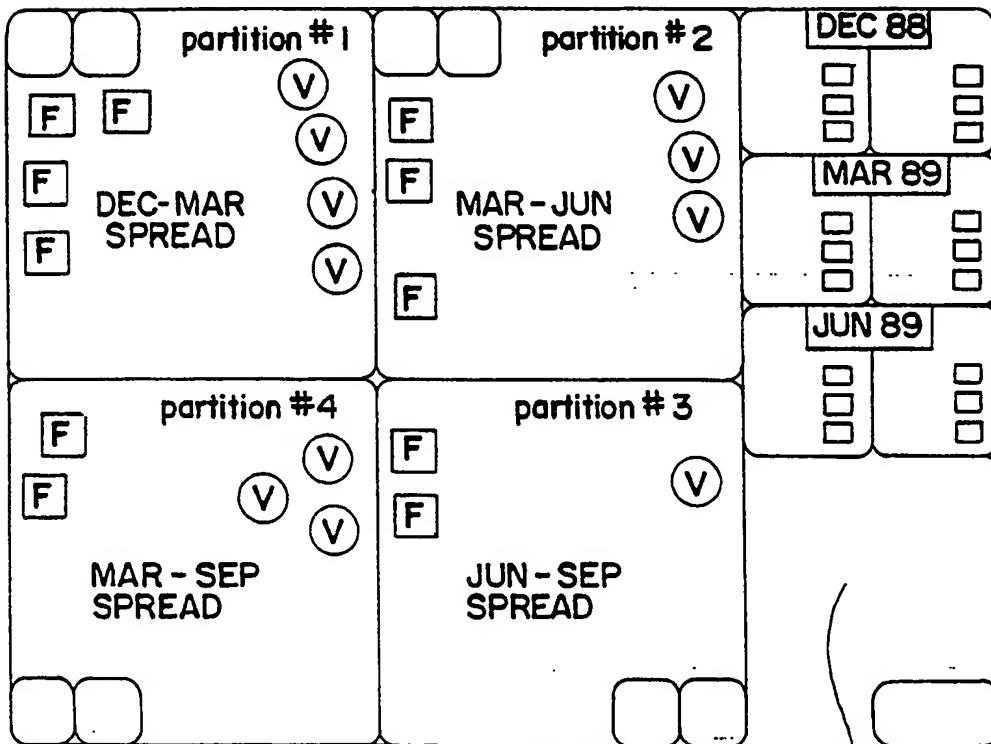 partition #1
F F V
V
F V
DEC-MAR
SPREAD
F V
partition #2
F V
F V
MAR-JUN
SPREAD
V
F
DEC 88
MAR 89
JUN 89
partition #4
F V
F V V
MAR-SEP
SPREAD
partition #3
F
F V
JUN-SEP
SPREAD